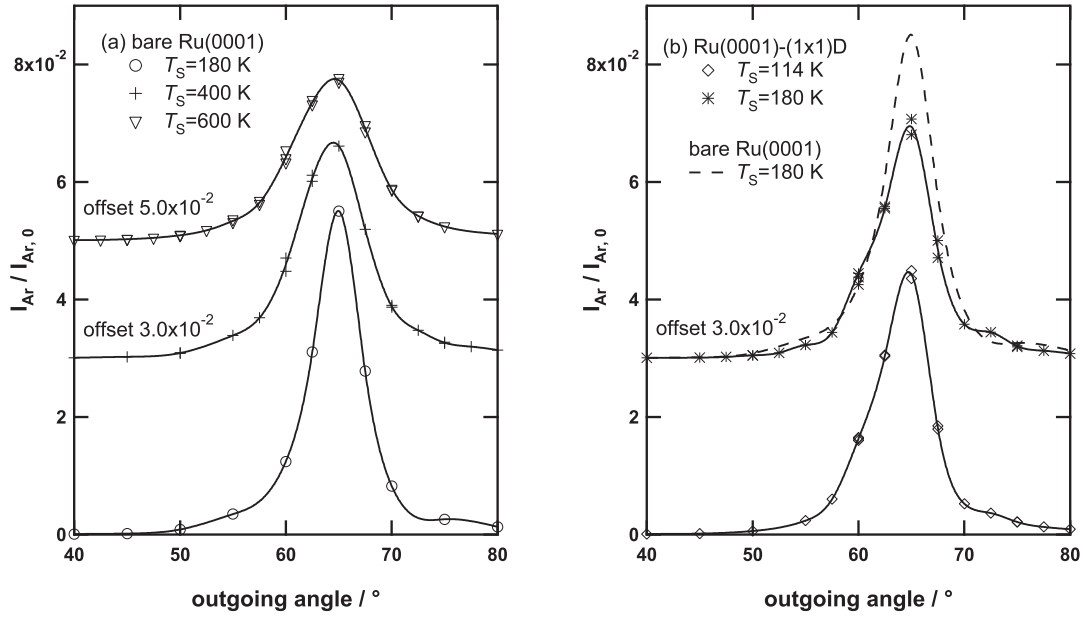 (a) bare Ru(0001)
T_S=180 K
T_S=400 K
T_S=600 K
8x10^-2
6
4
2
0
offset 5.0x10^-2
offset 3.0x10^-2
40 50 60 70 80
outgoing angle / °
I_Ar / I_Ar, 0
(b) Ru(0001)-(1x1)D
T_S=114 K
T_S=180 K
bare Ru(0001)
T_S=180 K
8x10^-2
6
4
2
0
offset 3.0x10^-2
40 50 60 70 80
outgoing angle / °
I_Ar / I_Ar, 0